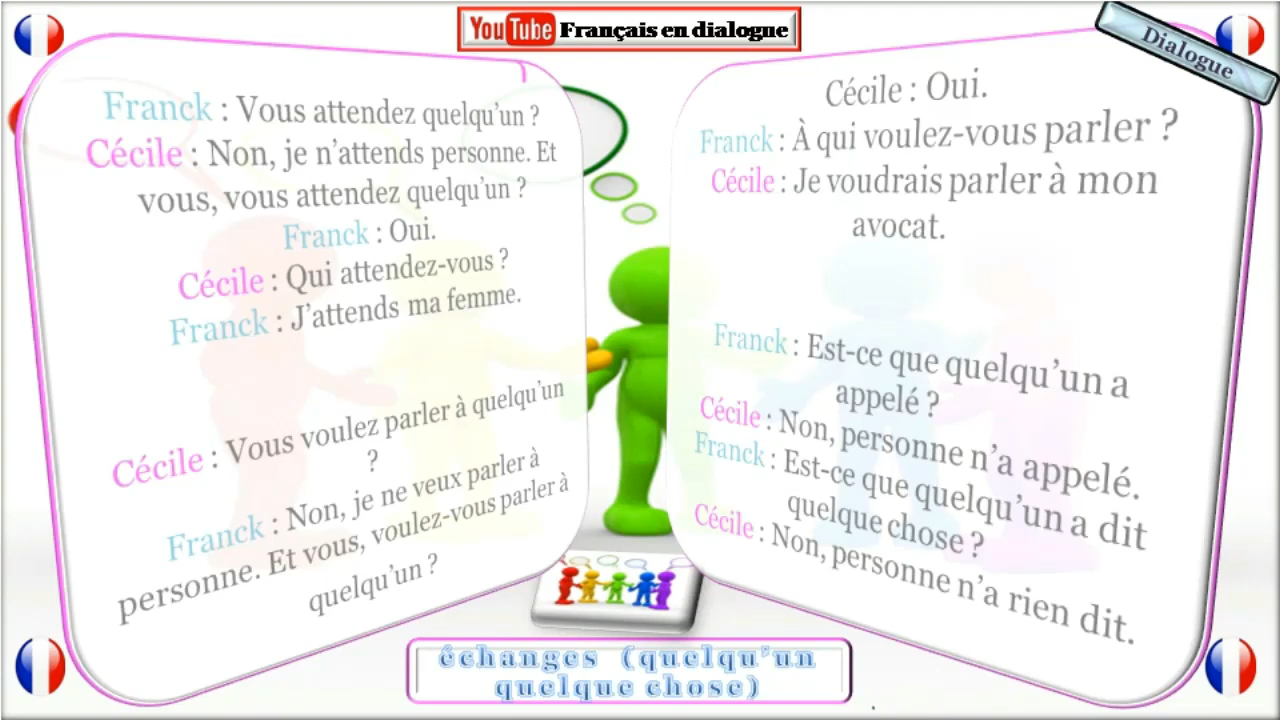 YouTube Français en dialogue
Dialogue
Franck : Vous attendez quelqu'un ?
Cécile : Non, je n'attends personne. Et
vous, vous attendez quelqu'un ?
Franck : Oui.
Cécile : Qui attendez-vous ?
Franck : J'attends ma femme.
Cécile : Vous voulez parler à quelqu'un
?
Franck : Non, je ne veux parler à
personne. Et vous, voulez-vous parler à
quelqu'un ?
Cécile : Oui.
Franck : À qui voulez-vous parler ?
Cécile : Je voudrais parler à mon
avocat.
Franck : Est-ce que quelqu'un a
appelé ?
Cécile : Non, personne n'a appelé.
Franck : Est-ce que quelqu'un a dit
quelque chose ?
Cécile : Non, personne n'a rien dit.
échanges (quelqu'un
quelque chose)